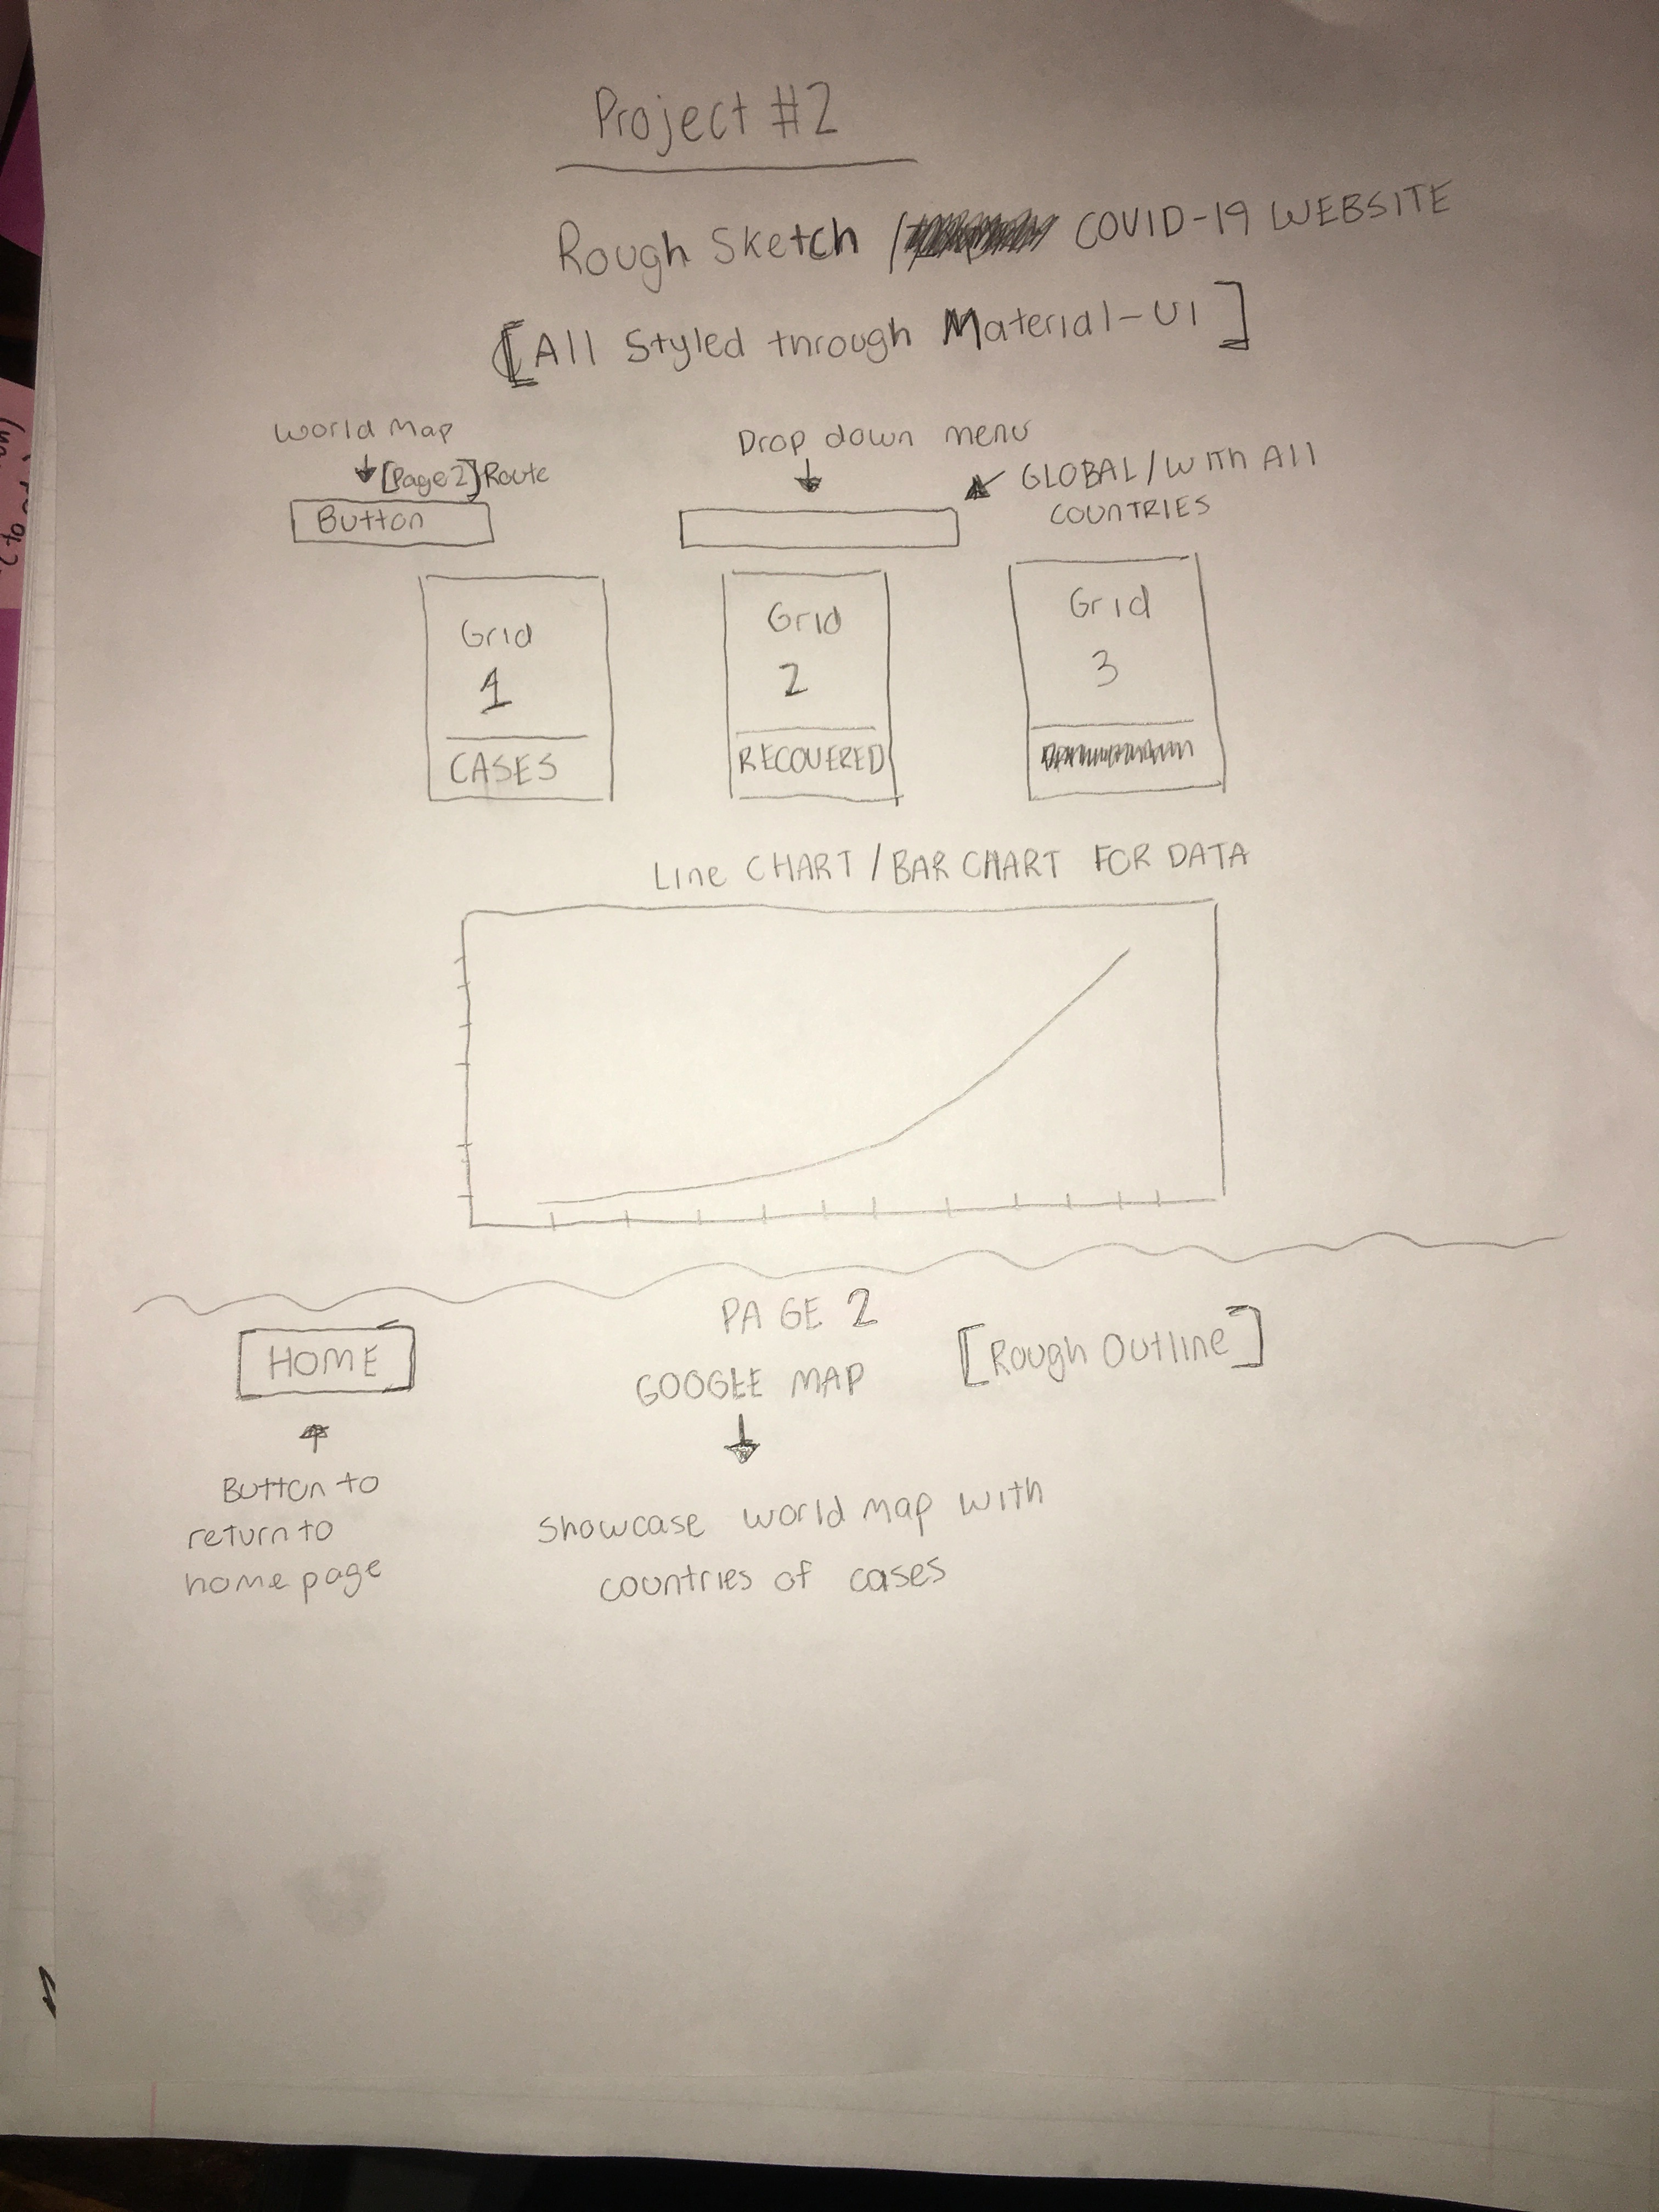 Project #2
Rough Sketch / COVID-19 WEBSITE
[All Styled through Material-UI]
World Map
[Page 2] Route
Button
Drop down menu
GLOBAL/WITH All
COUNTRIES
Grid
1
CASES
Grid
2
RECOVERED
Grid
3
Line CHART / BAR CHART FOR DATA
PAGE 2
[Rough Outline]
HOME
GOOGLE MAP
Button to
return to
home page
Showcase world map with
countries of cases